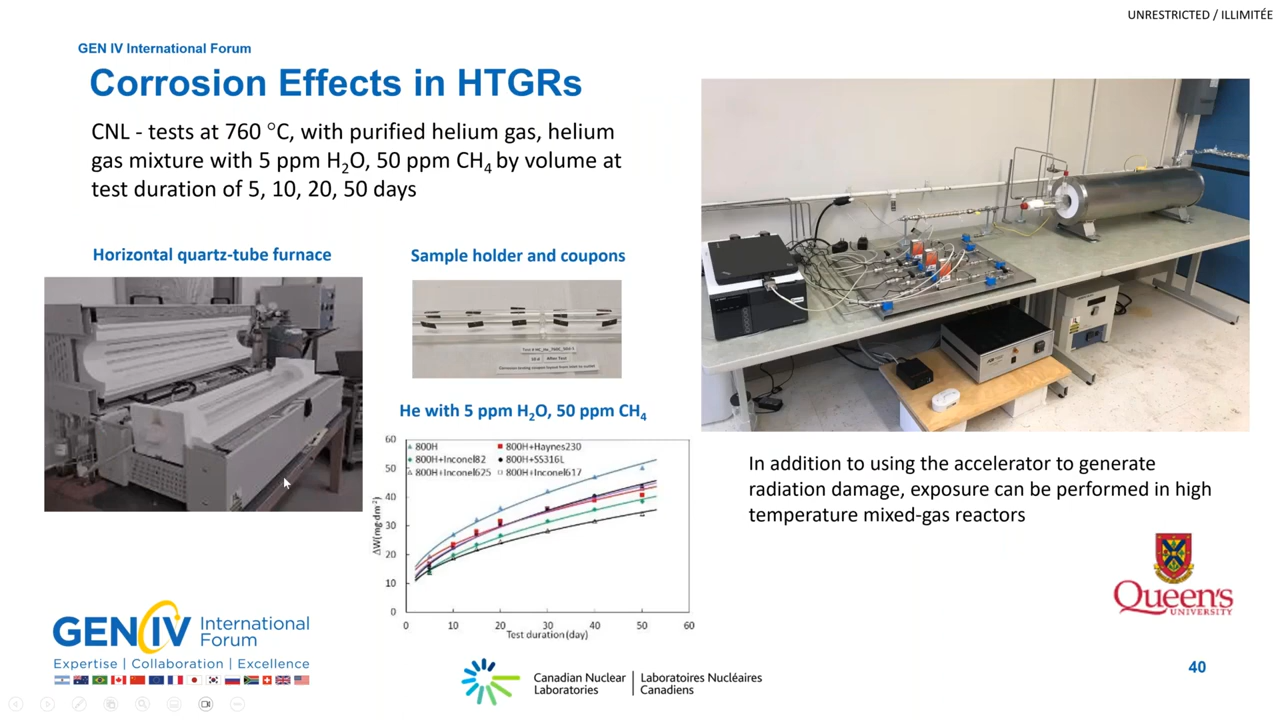 UNRESTRICTED / ILLIMITÉE
GEN IV International Forum
Corrosion Effects in HTGRs
CNL - tests at 760 °C, with purified helium gas, helium
gas mixture with 5 ppm H₂O, 50 ppm CH₄ by volume at
test duration of 5, 10, 20, 50 days
Horizontal quartz-tube furnace
Sample holder and coupons
He with 5 ppm H₂O, 50 ppm CH₄
800H
800H+Haynes230
800H+Inconel82
800H+SS316L
800H+Inconel625
800H+Inconel617
ΔW(mg·dm⁻²)
60
50
40
30
20
10
0
0 10 20 30 40 50 60
Test duration(day)
In addition to using the accelerator to generate
radiation damage, exposure can be performed in high
temperature mixed-gas reactors
Queen's
UNIVERSITY
GENIV International
Forum
Expertise | Collaboration | Excellence
Canadian Nuclear
Laboratories
Laboratoires Nucléaires
Canadiens
40